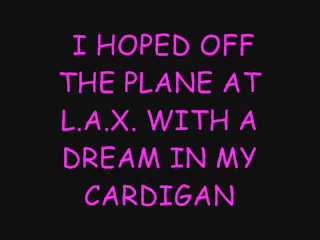 I HOPED OFF
THE PLANE AT
L.A.X. WITH A
DREAM IN MY
CARDIGAN